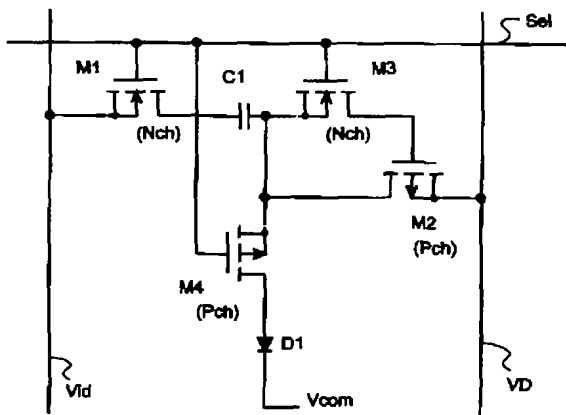 Sel
M1
C1
M3
(Nch)
(Nch)
M2
(Pch)
M4
(Pch)
D1
Vcom
Vid
VD